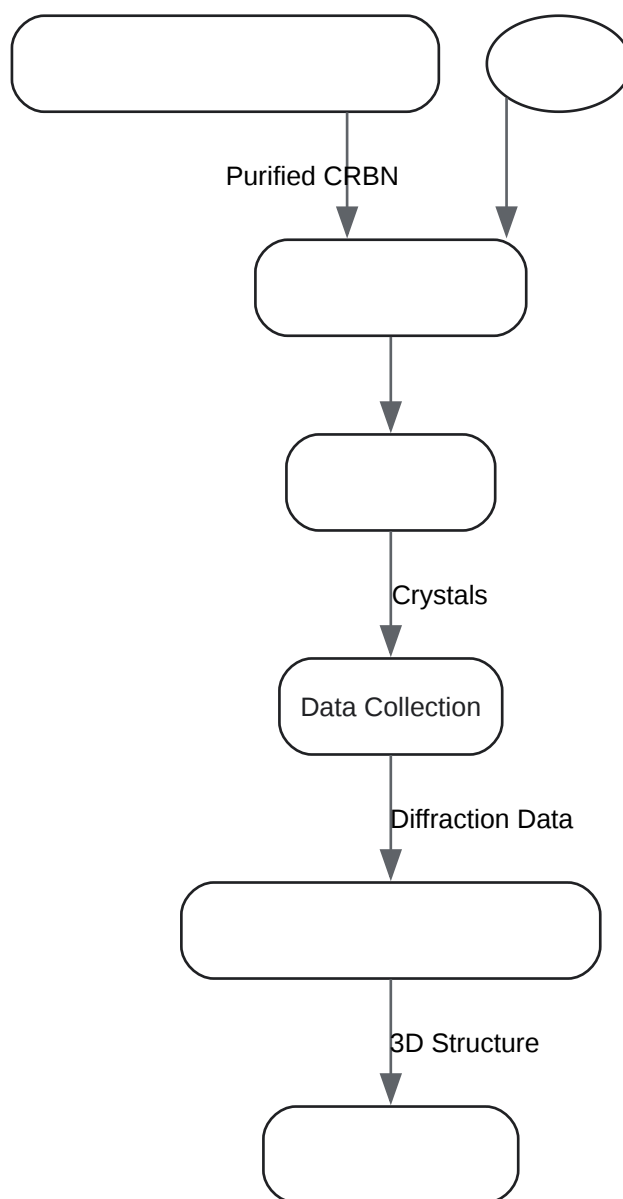 Purified CRBN
Crystals
Data Collection
Diffraction Data
3D Structure